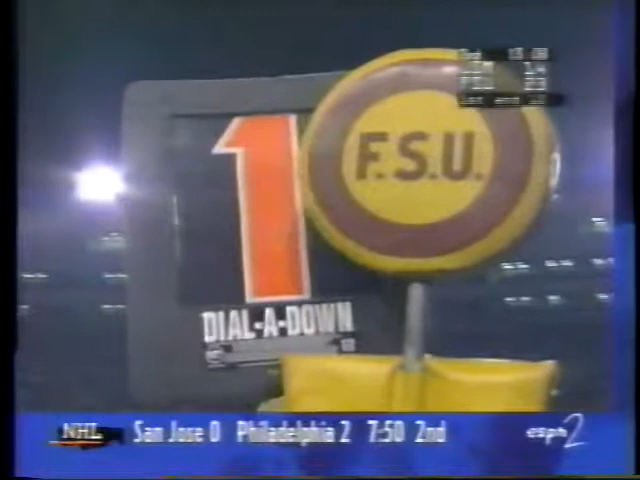 1
F.S.U.
DIAL-A-DOWN
NHL San Jose 0 Philadelphia 2 7:50 2nd
espn2